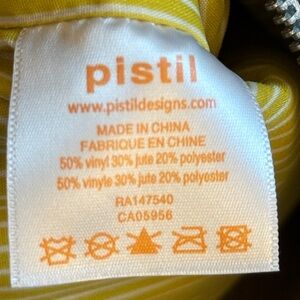 pistil
www.pistildesigns.com
MADE IN CHINA
FABRIQUE EN CHINE
50% vinyl 30% jute 20% polyester
50% vinyle 30% jute 20% polyester
RA147540
CA05956